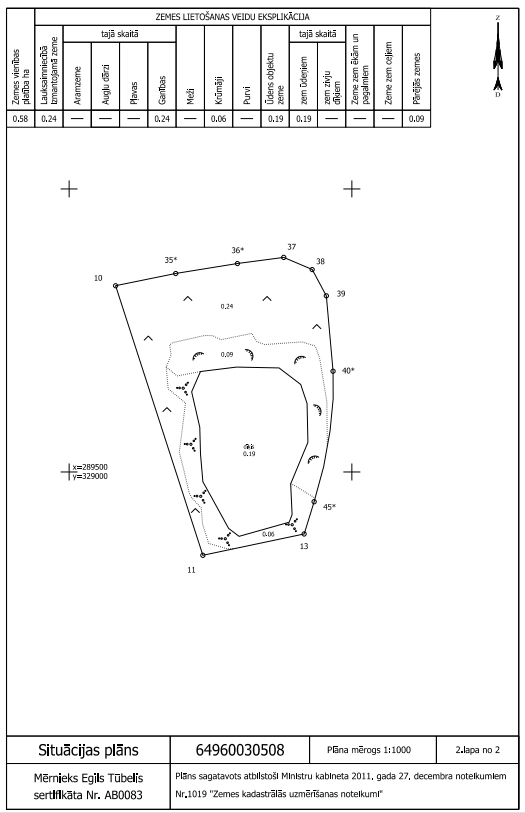 ZEMES LIETOŠANAS VEIDU EKSPLIKĀCIJA
Z
Zemes vienības platība ha
Lauksaimniecībā izmantojamā zeme
tajā skaitā
Aramzeme
Augļu dārzi
Pļavas
Ganības
Meži
Krūmāji
Purvi
Ūdens objektu zeme
tajā skaitā
zem ūdeņiem
zem zivju dīķiem
Zeme zem ēkām un pagalmiem
Zeme zem ceļiem
Pārējās zemes
D
0.58 0.24 — — — 0.24 — 0.06 — 0.19 0.19 — — — 0.09
37
36*
35*
38
10
39
0.24
0.09
40*
0.19
x=289500
y=329000
45*
0.06
13
11
Situācijas plāns
64960030508
Plāna mērogs 1:1000
2.lapa no 2
Mērnieks Egils Tūbelis
sertifikāta Nr. AB0083
Plāns sagatavots atbilstoši Ministru kabineta 2011. gada 27. decembra noteikumiem
Nr.1019 "Zemes kadastrālās uzmērīšanas noteikumi"